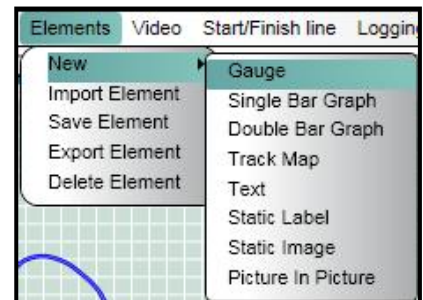 Elements Video Start/Finish line Loggin
New
Import Element
Save Element
Export Element
Delete Element
Gauge
Single Bar Graph
Double Bar Graph
Track Map
Text
Static Label
Static Image
Picture In Picture